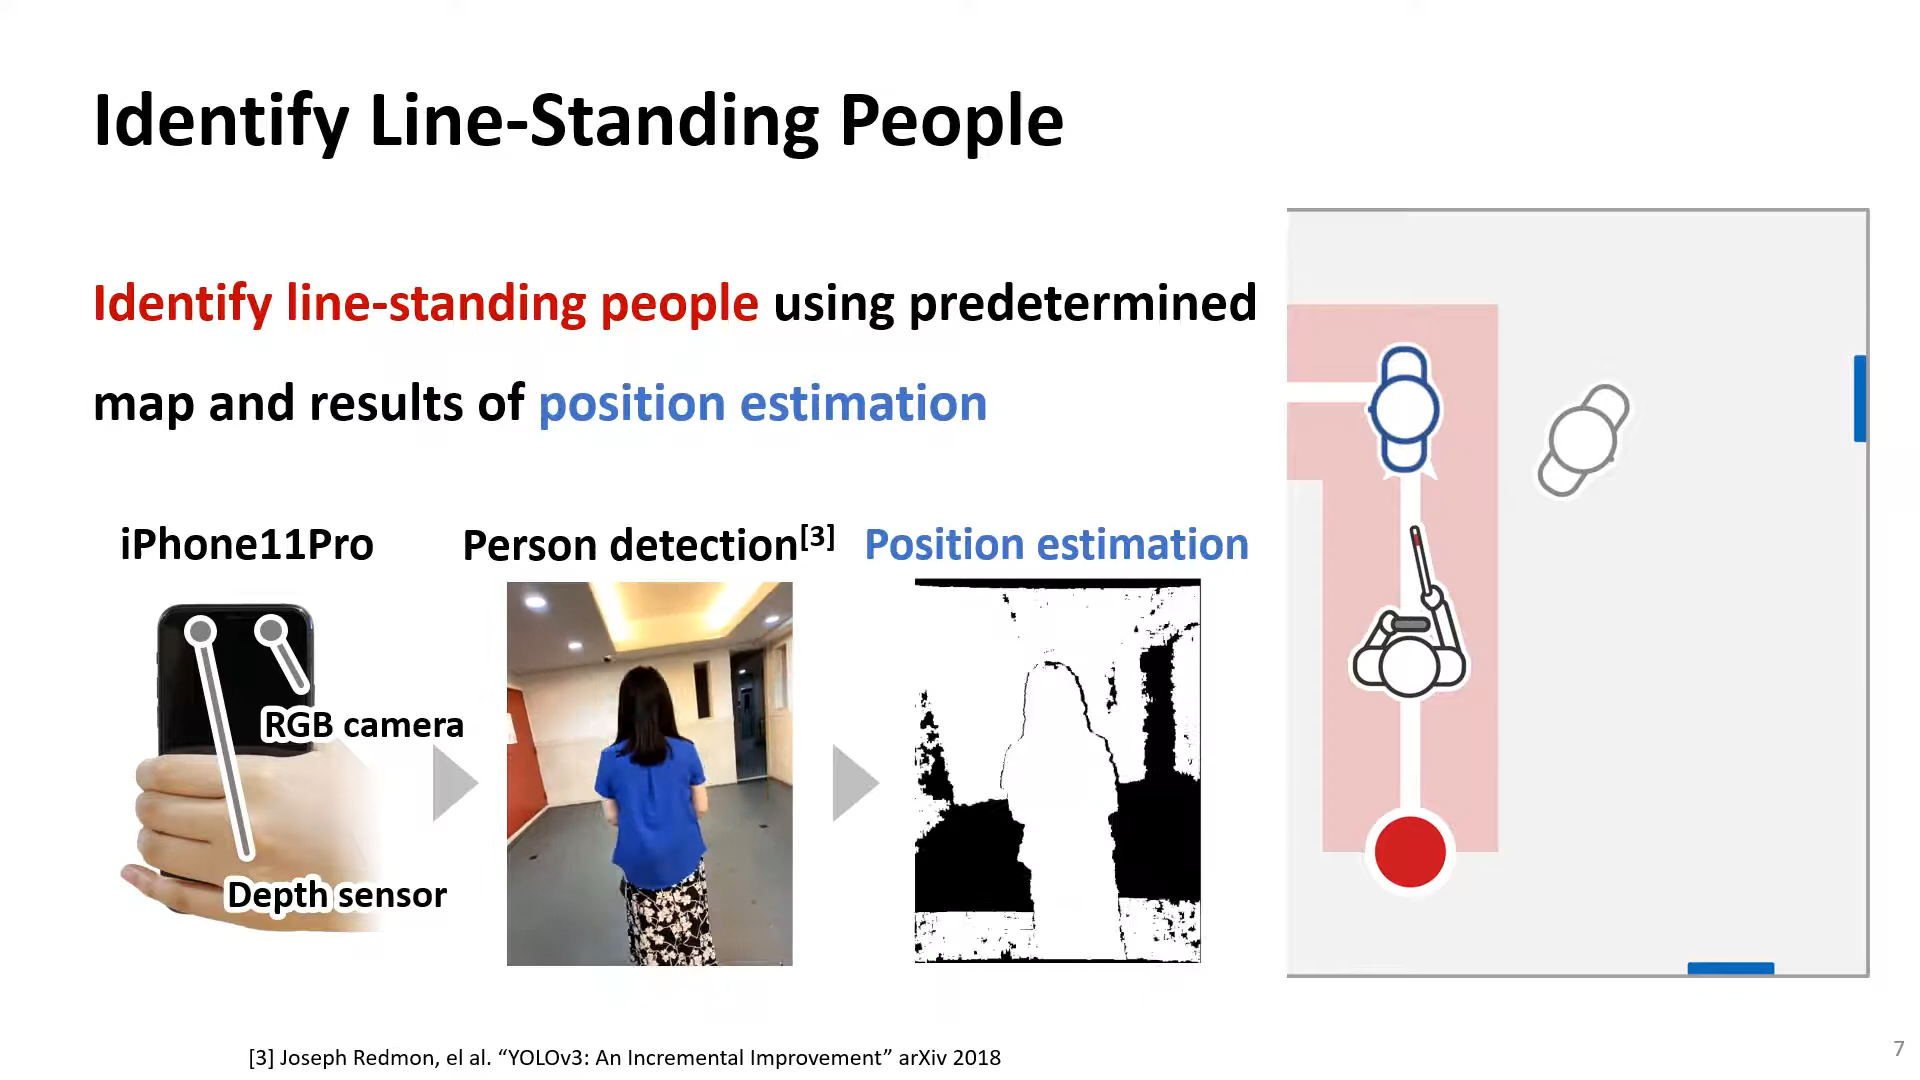 Identify Line-Standing People
Identify line-standing people using predetermined
map and results of position estimation
iPhone11Pro
Person detection[3]
Position estimation
RGB camera
Depth sensor
[3] Joseph Redmon, el al. “YOLOv3: An Incremental Improvement” arXiv 2018
7